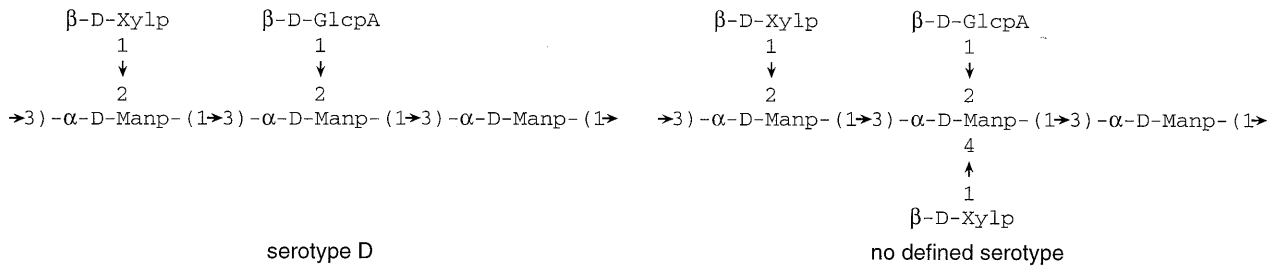 β-D-Xylp β-D-GlcpA β-D-Xylp β-D-GlcpA
1 1 1 1
↓ ↓ ↓ ↓
2 2 2 2
→3)-α-D-Manp-(1→3)-α-D-Manp-(1→3)-α-D-Manp-(1→ →3)-α-D-Manp-(1→3)-α-D-Manp-(1→3)-α-D-Manp-(1→
4
↑
1
β-D-Xylp
serotype D no defined serotype